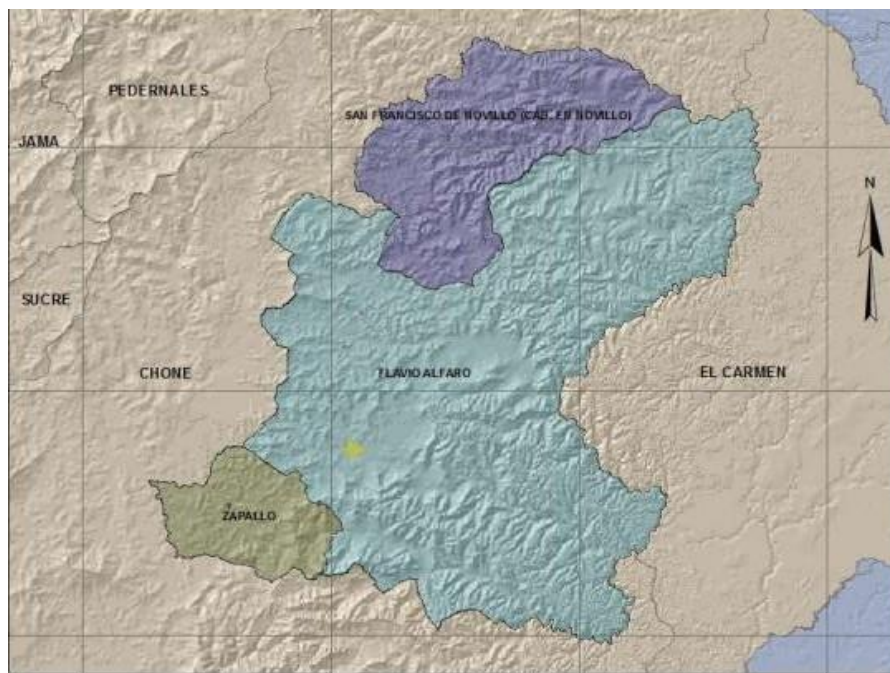 PEDERNALES
SAN FRANCISCO DE NOVILLO (CAB. EN NOVILLO)
JAMA
N
SUCRE
CHONE
FLAVIO ALFARO
EL CARMEN
ZAPALLO